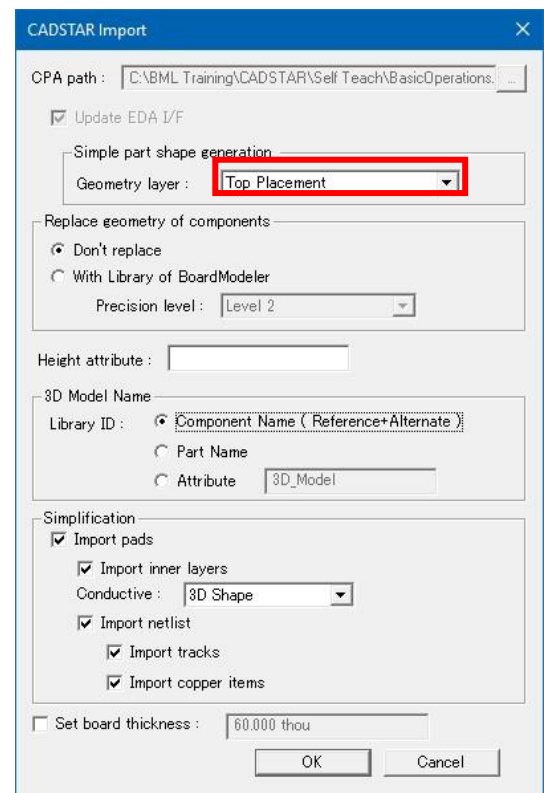 CADSTAR Import
CPA path : C:\BML Training\CADSTAR\Self Teach\BasicOperations. ...
Update EDA I/F
Simple part shape generation
Geometry layer : Top Placement
Replace geometry of components
Don't replace
With Library of BoardModeler
Precision level : Level 2
Height attribute :
3D Model Name
Library ID : Component Name ( Reference+Alternate )
Part Name
Attribute 3D_Model
Simplification
Import pads
Import inner layers
Conductive : 3D Shape
Import netlist
Import tracks
Import copper items
Set board thickness : 60.000 thou
OK Cancel